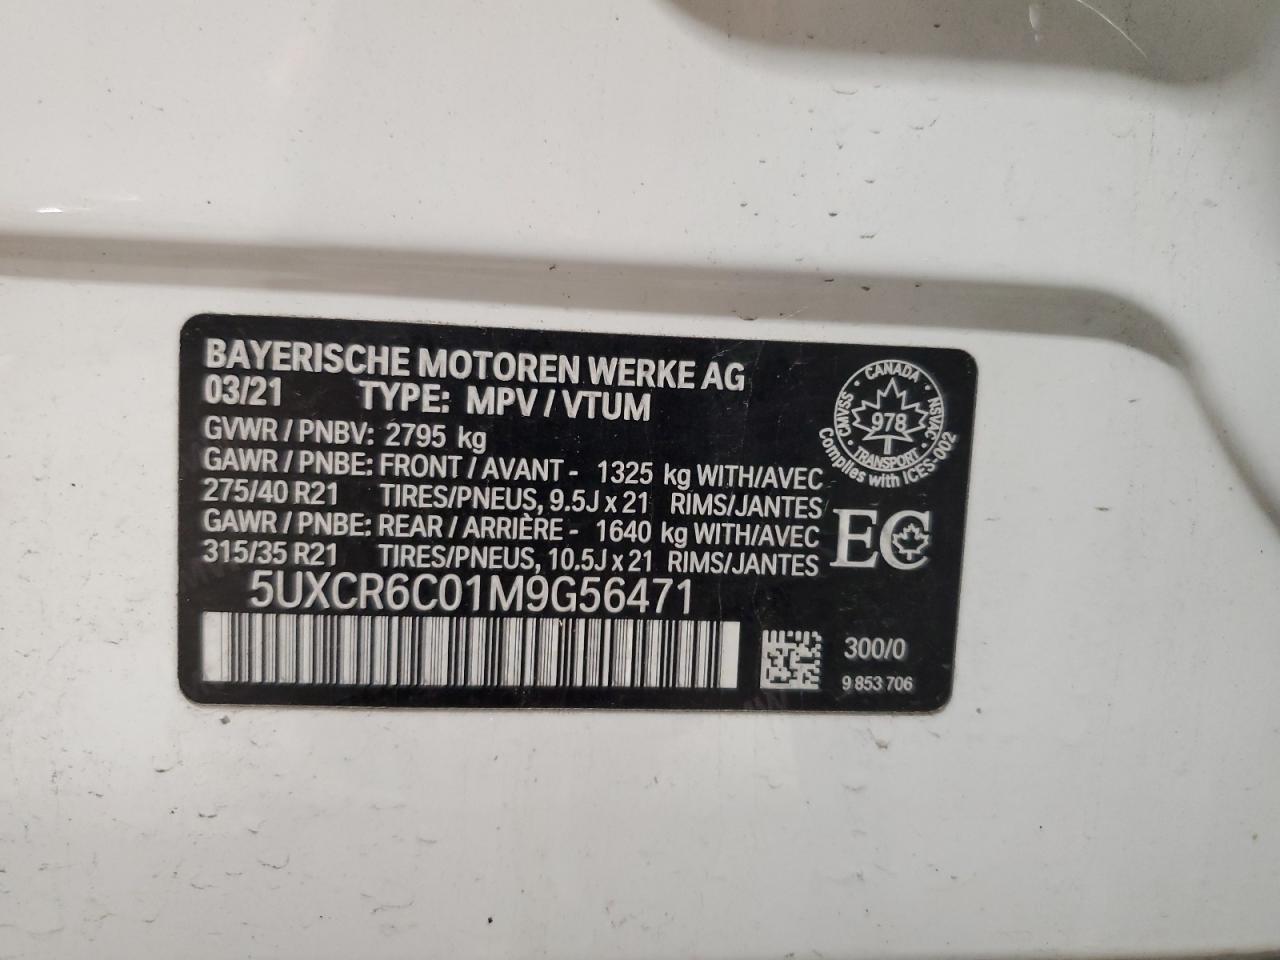 BAYERISCHE MOTOREN WERKE AG
03/21 TYPE: MPV / VTUM
GVWR / PNBV: 2795 kg
GAWR / PNBE: FRONT / AVANT - 1325 kg WITH/AVEC
275/40 R21 TIRES/PNEUS, 9.5J x 21 RIMS/JANTES
GAWR / PNBE: REAR / ARRIÈRE - 1640 kg WITH/AVEC
315/35 R21 TIRES/PNEUS, 10.5J x 21 RIMS/JANTES
5UXCR6C01M9G56471
CANADA
CMVSS · NSVAC
978
TRANSPORT
Complies with ICES-002
EC
300/0
9 853 706